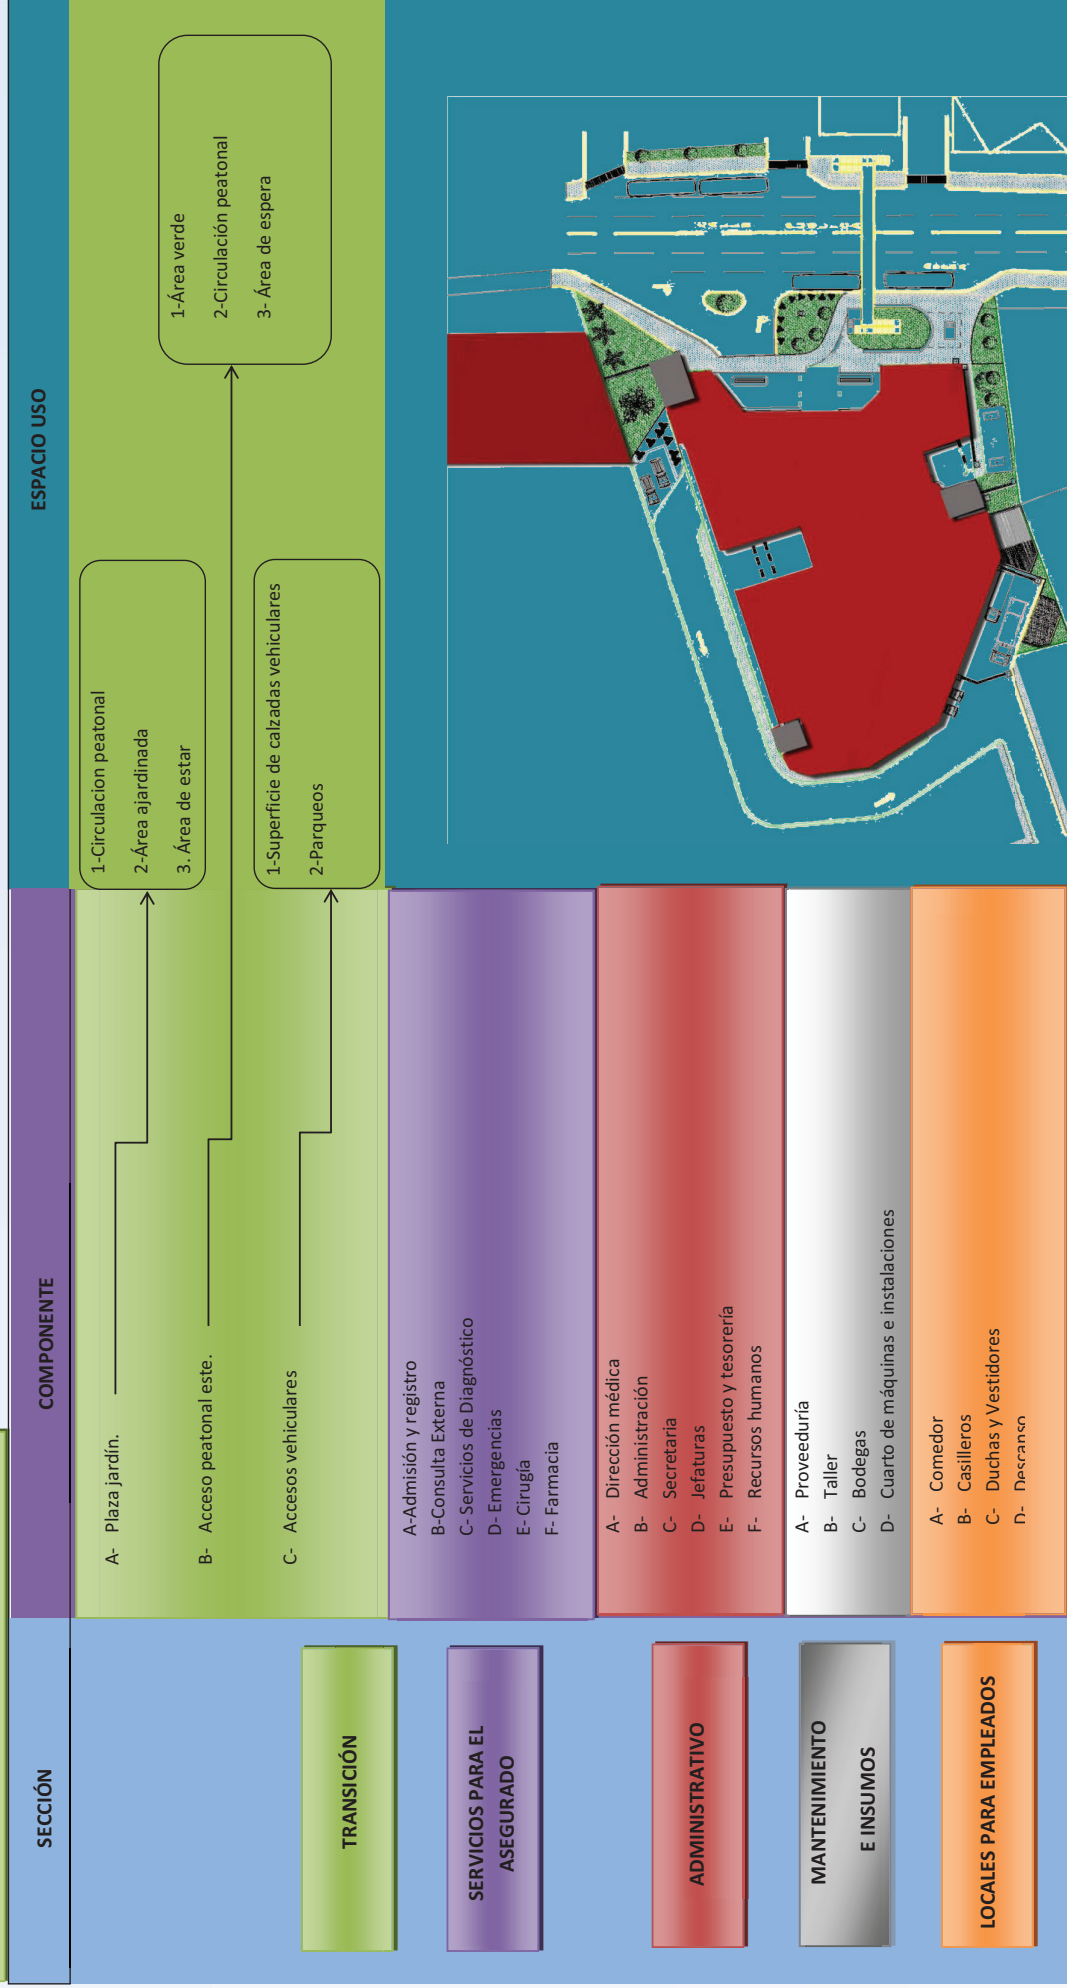 SECCIÓN
COMPONENTE
ESPACIO USO
TRANSICIÓN
A- Plaza jardín.
B- Acceso peatonal este.
C- Accesos vehiculares
1-Circulacion peatonal
2-Área ajardinada
3. Área de estar
1-Área verde
2-Circulación peatonal
3- Área de espera
1-Superficie de calzadas vehiculares
2-Parqueos
SERVICIOS PARA EL
ASEGURADO
A-Admisión y registro
B-Consulta Externa
C- Servicios de Diagnóstico
D- Emergencias
E- Cirugía
F- Farmacia
ADMINISTRATIVO
A- Dirección médica
B- Administración
C- Secretaria
D- Jefaturas
E- Presupuesto y tesorería
F- Recursos humanos
MANTENIMIENTO
E INSUMOS
A- Proveeduría
B- Taller
C- Bodegas
D- Cuarto de máquinas e instalaciones
LOCALES PARA EMPLEADOS
A- Comedor
B- Casilleros
C- Duchas y Vestidores
D- Descanso